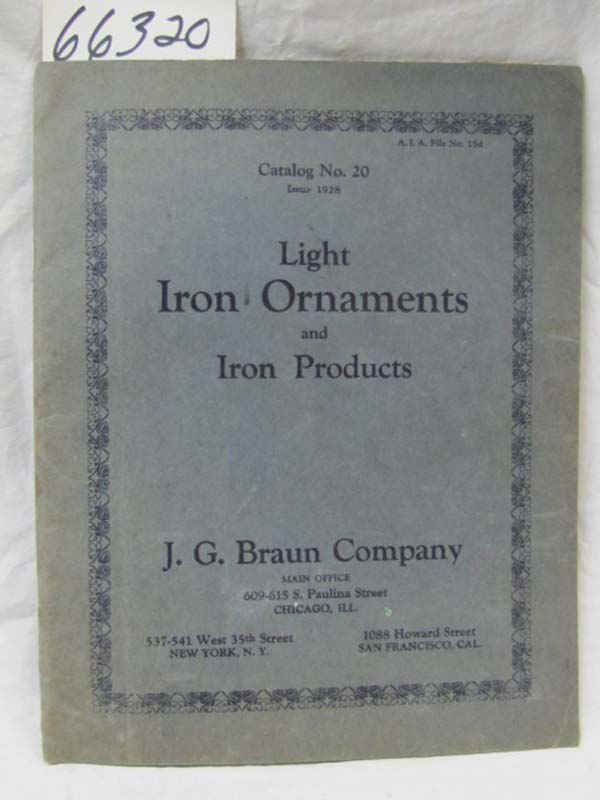 66320
A. I. A. File No. 15d
Catalog No. 20
Issue 1928
Light
Iron Ornaments
and
Iron Products
J. G. Braun Company
MAIN OFFICE
609-615 S. Paulina Street
CHICAGO, ILL.
537-541 West 35th Street
NEW YORK, N. Y.
1088 Howard Street
SAN FRANCISCO, CAL.